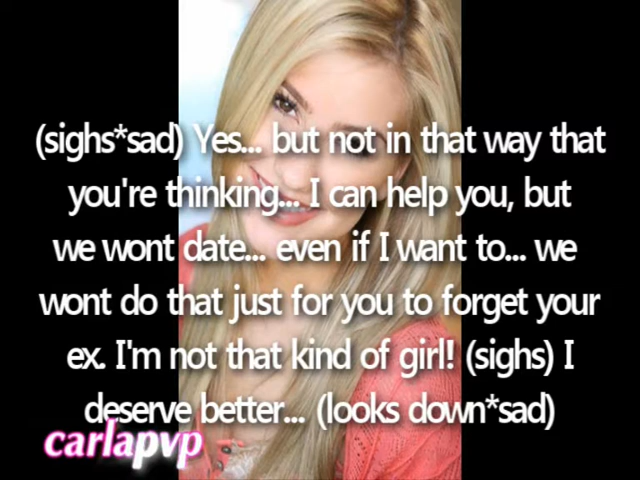 (sighs*sad) Yes... but not in that way that
you're thinking... I can help you, but
we wont date... even if I want to... we
wont do that just for you to forget your
ex. I'm not that kind of girl! (sighs) I
deserve better... (looks down*sad)
carlapvp